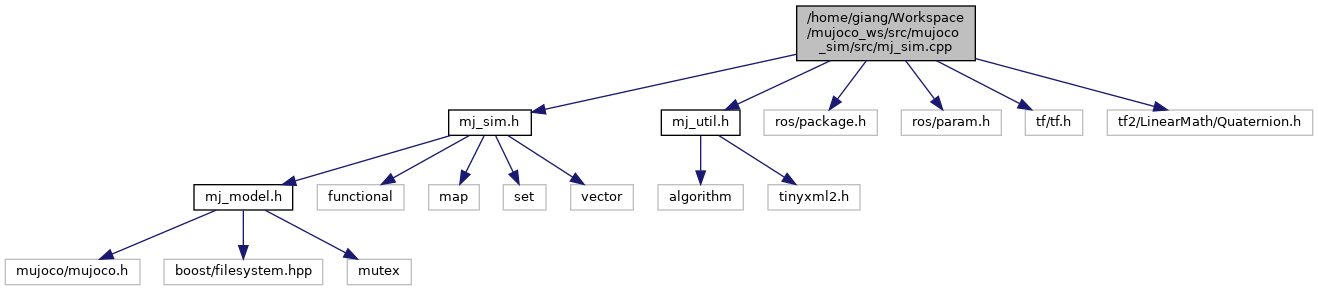 /home/giang/Workspace
/mujoco_ws/src/mujoco
_sim/src/mj_sim.cpp
mj_sim.h
mj_util.h
ros/package.h
ros/param.h
tf/tf.h
tf2/LinearMath/Quaternion.h
mj_model.h
functional
map
set
vector
algorithm
tinyxml2.h
mujoco/mujoco.h
boost/filesystem.hpp
mutex